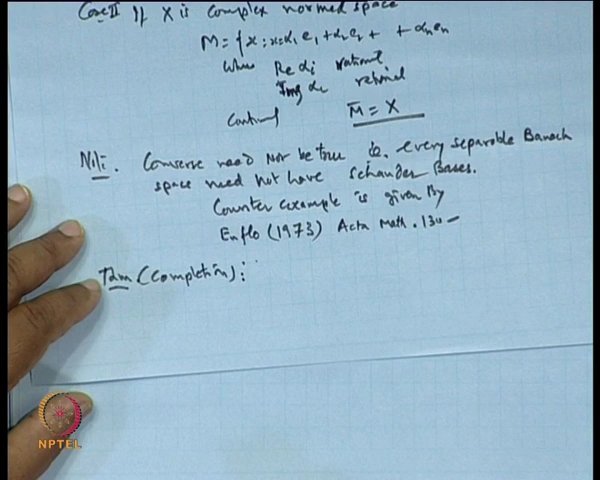 Case II If X is complex normed space
M = {x : x = α1 e1 + α2 e2 + + αn en
where Re αi rational
Img αi rational
Continued M̄ = X
Note. Converse need not be true ie. every separable Banach
space need not have Schauder Bases.
Counter example is given by
Enflo (1973) Acta Math. 130 –
Thm (Completion):
NPTEL